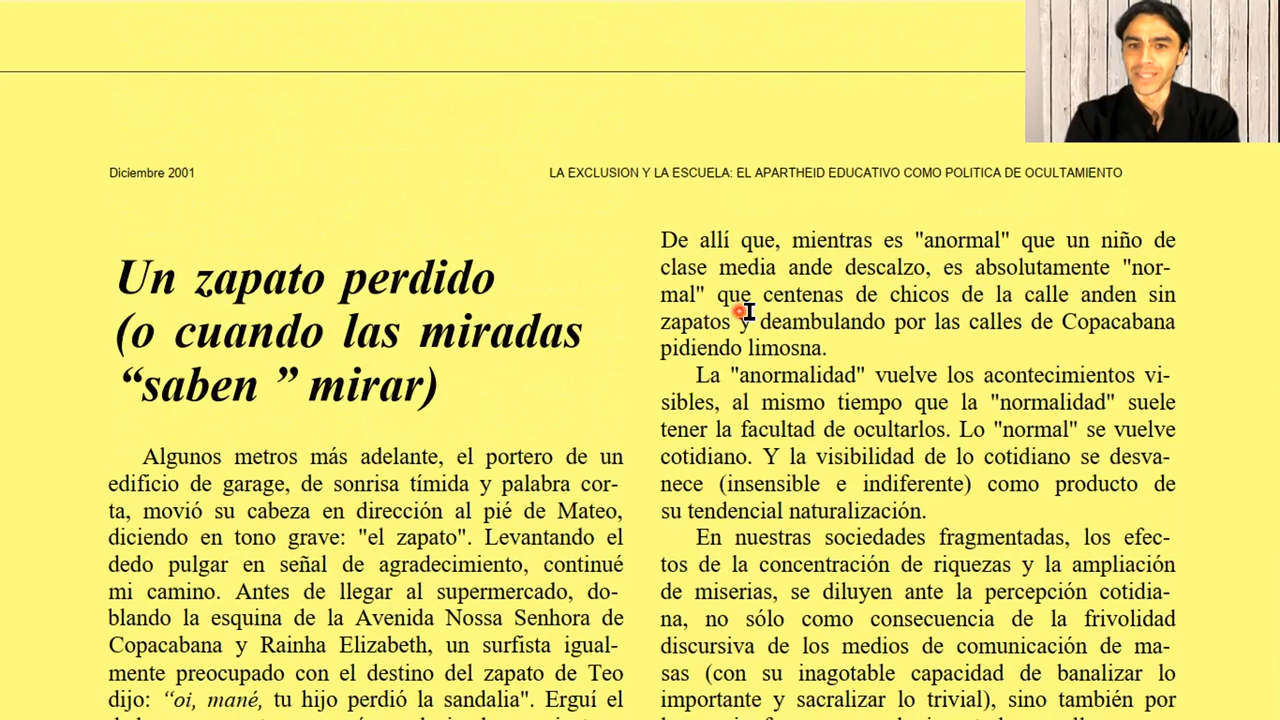 Diciembre 2001
LA EXCLUSION Y LA ESCUELA: EL APARTHEID EDUCATIVO COMO POLITICA DE OCULTAMIENTO
Un zapato perdido
(o cuando las miradas
“saben ” mirar)
Algunos metros más adelante, el portero de un
edificio de garage, de sonrisa tímida y palabra cor-
ta, movió su cabeza en dirección al pié de Mateo,
diciendo en tono grave: "el zapato". Levantando el
dedo pulgar en señal de agradecimiento, continué
mi camino. Antes de llegar al supermercado, do-
blando la esquina de la Avenida Nossa Senhora de
Copacabana y Rainha Elizabeth, un surfista igual-
mente preocupado con el destino del zapato de Teo
dijo: “oi, mané, tu hijo perdió la sandalia". Erguí el
De allí que, mientras es "anormal" que un niño de
clase media ande descalzo, es absolutamente "nor-
mal" que centenas de chicos de la calle anden sin
zapatos y deambulando por las calles de Copacabana
pidiendo limosna.
La "anormalidad" vuelve los acontecimientos vi-
sibles, al mismo tiempo que la "normalidad" suele
tener la facultad de ocultarlos. Lo "normal" se vuelve
cotidiano. Y la visibilidad de lo cotidiano se desva-
nece (insensible e indiferente) como producto de
su tendencial naturalización.
En nuestras sociedades fragmentadas, los efec-
tos de la concentración de riquezas y la ampliación
de miserias, se diluyen ante la percepción cotidia-
na, no sólo como consecuencia de la frivolidad
discursiva de los medios de comunicación de ma-
sas (con su inagotable capacidad de banalizar lo
importante y sacralizar lo trivial), sino también por